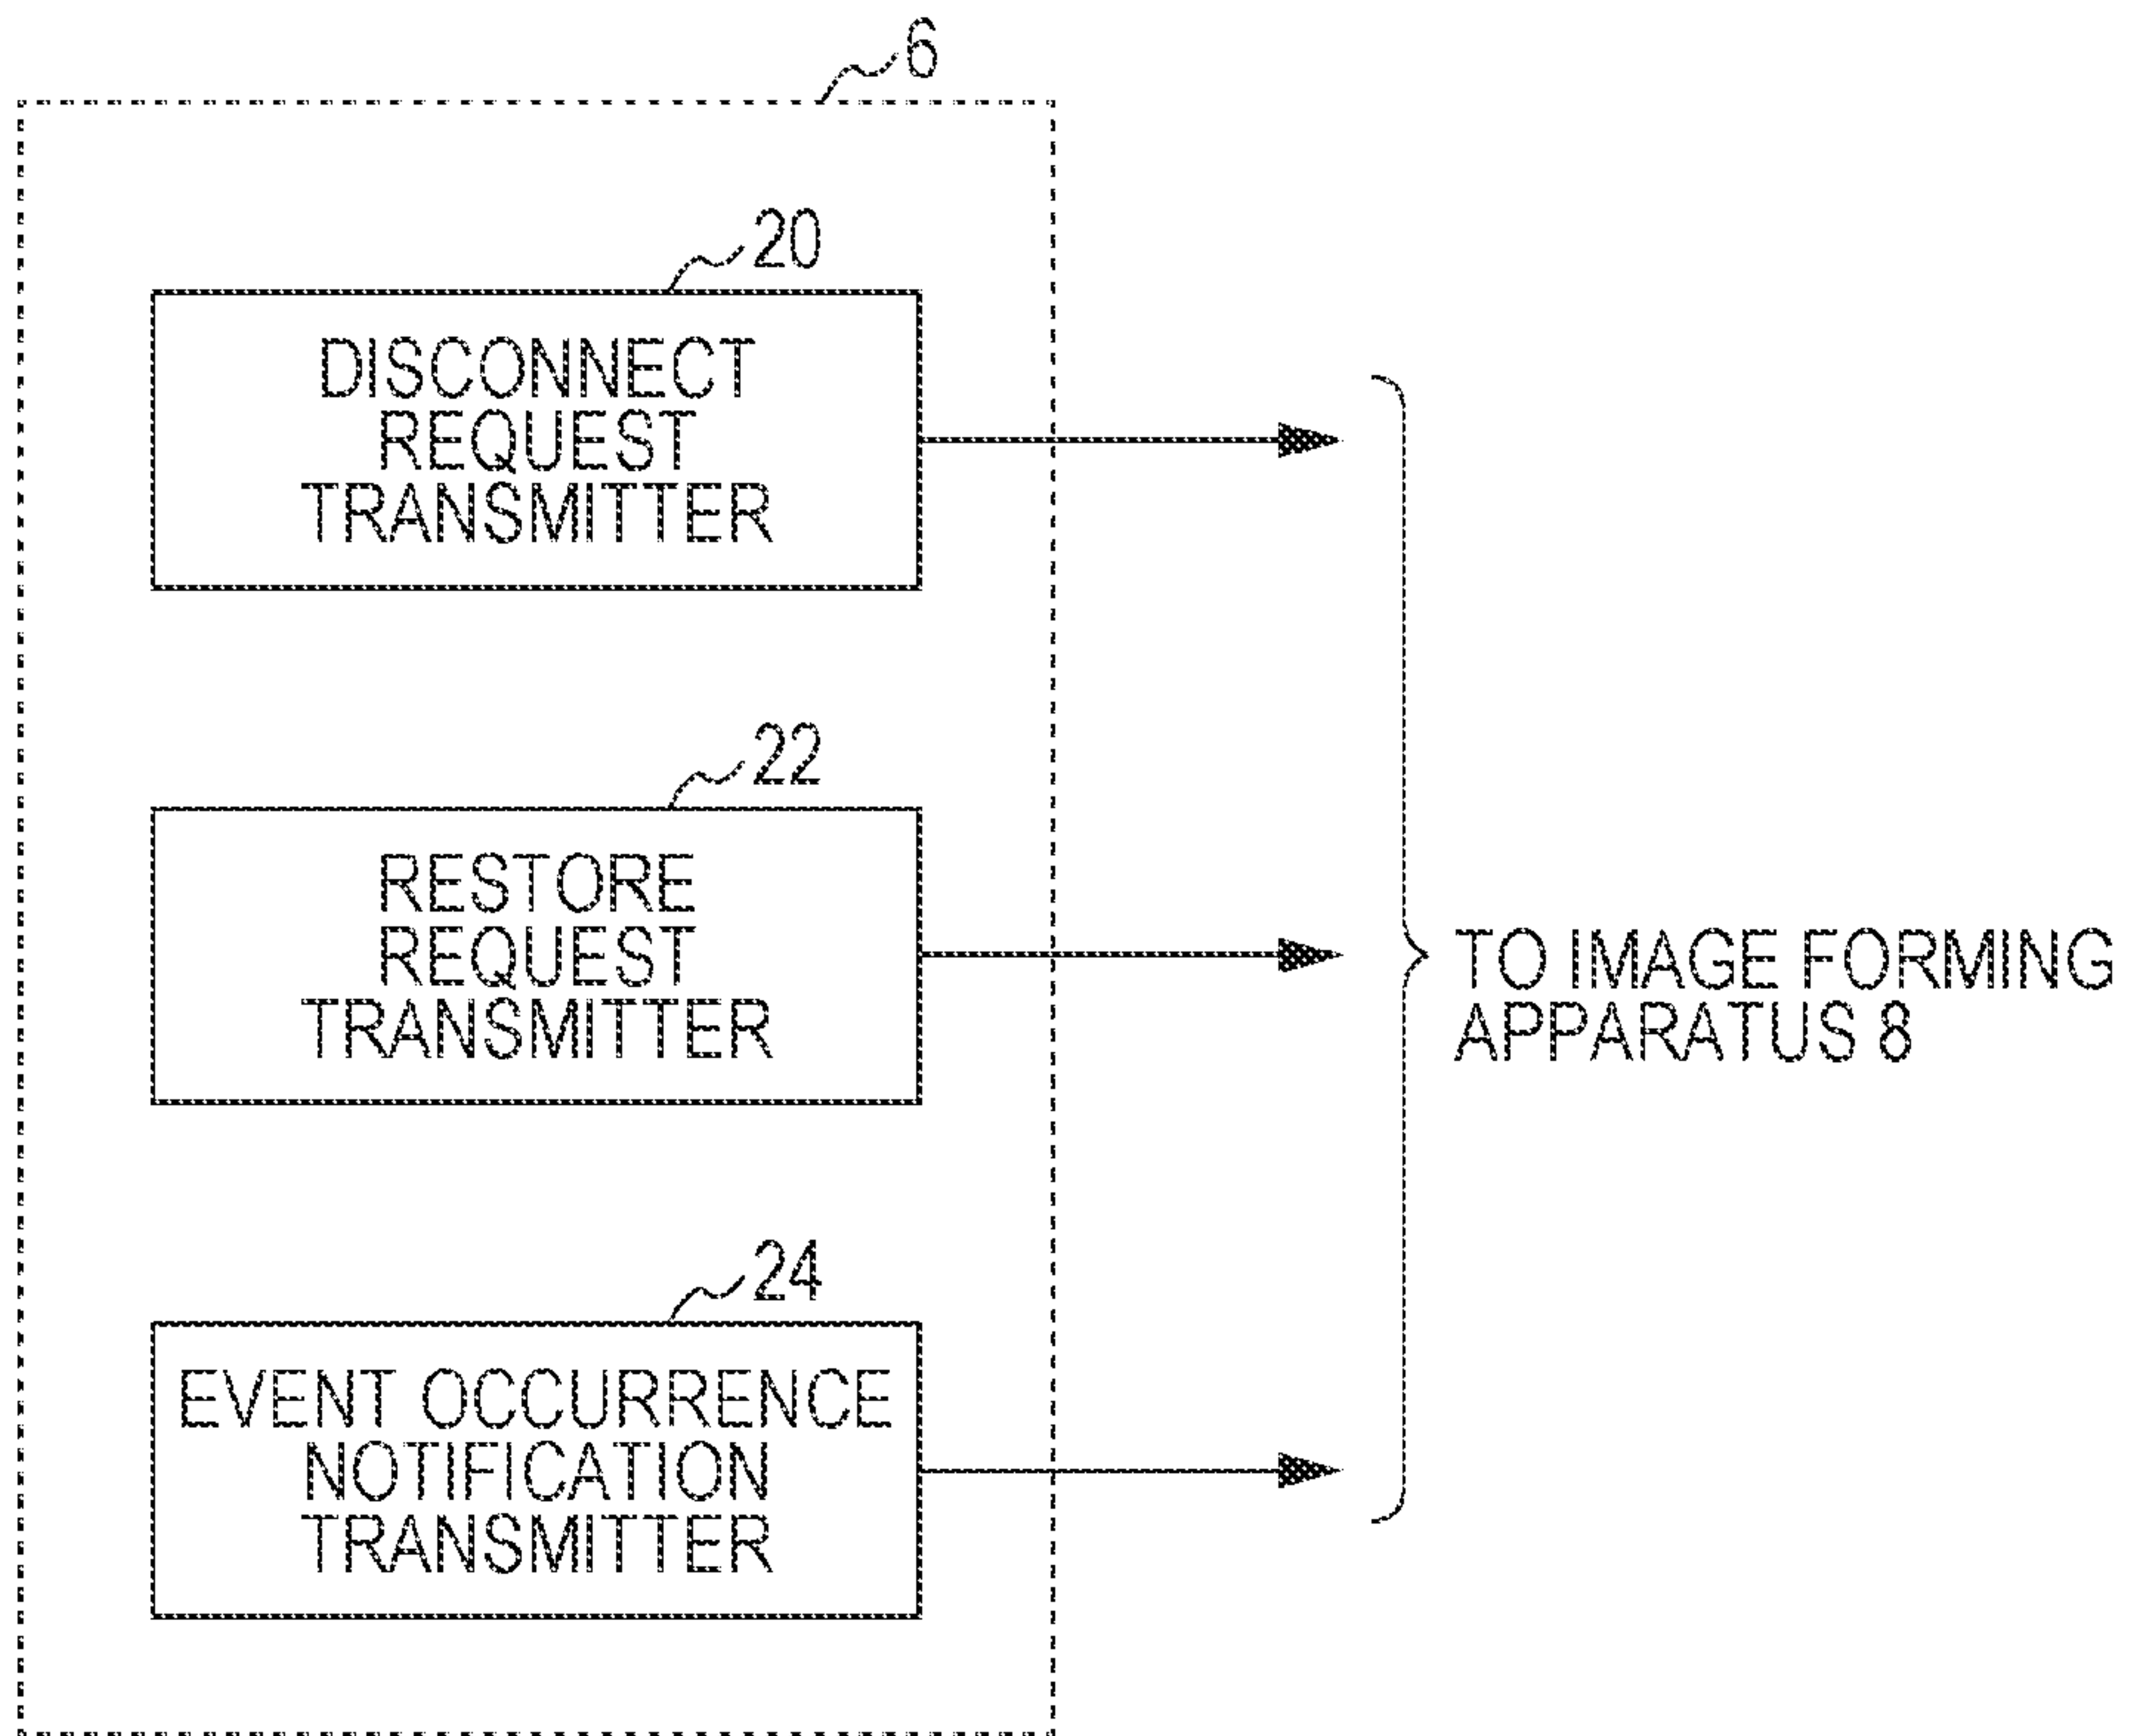 6
20
DISCONNECT
REQUEST
TRANSMITTER
22
RESTORE
REQUEST
TRANSMITTER
TO IMAGE FORMING
APPARATUS 8
24
EVENT OCCURRENCE
NOTIFICATION
TRANSMITTER